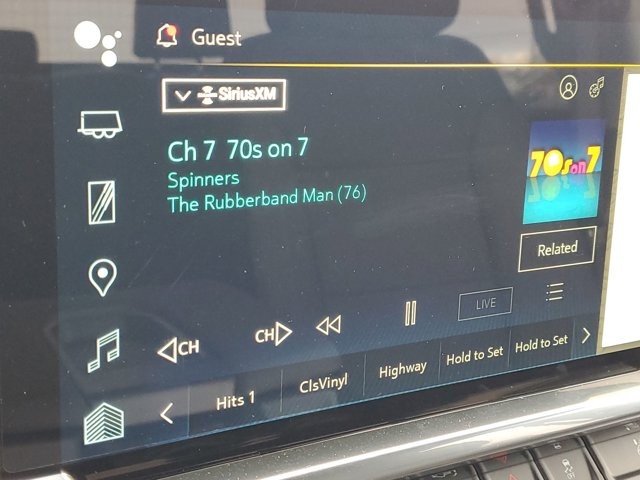 Guest
SiriusXM
Ch 7 70s on 7
Spinners
The Rubberband Man (76)
70s on 7
Related
LIVE
CH
CH
Hits 1
ClsVinyl
Highway
Hold to Set
Hold to Set